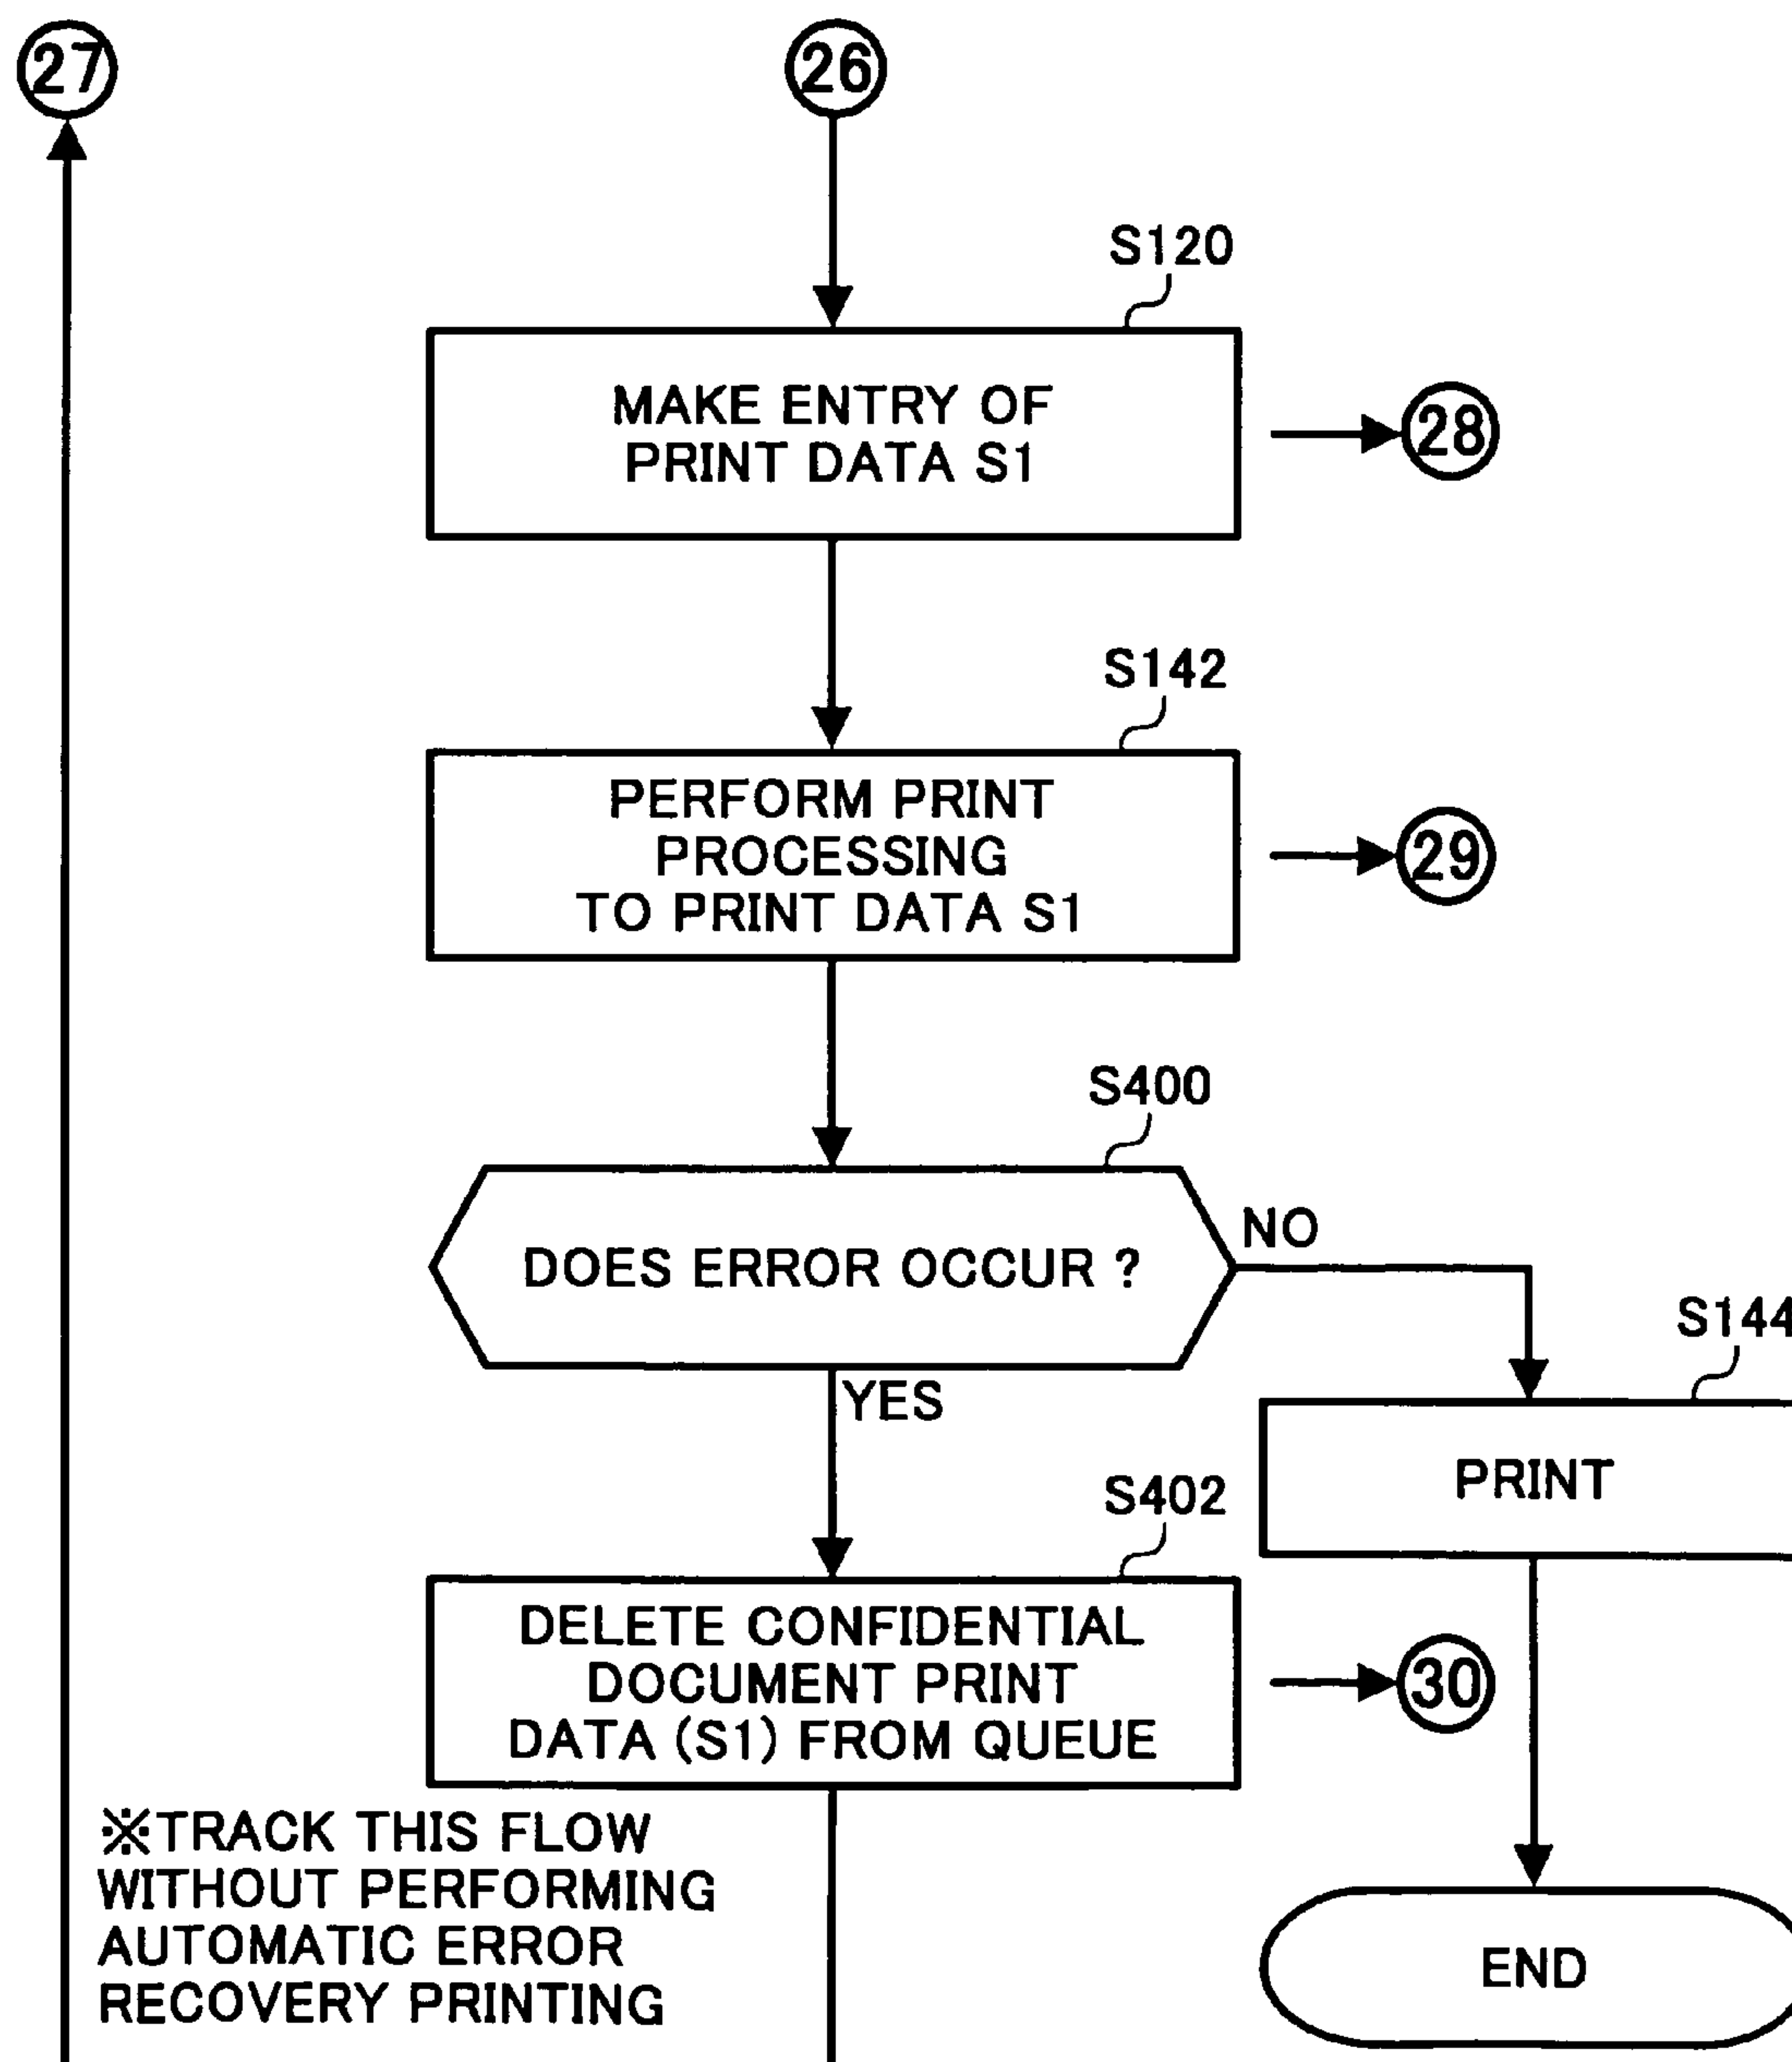 27
26
S120
MAKE ENTRY OF
PRINT DATA S1
28
S142
PERFORM PRINT
PROCESSING
TO PRINT DATA S1
29
S400
DOES ERROR OCCUR ?
NO
YES
S144
PRINT
S402
DELETE CONFIDENTIAL
DOCUMENT PRINT
DATA (S1) FROM QUEUE
30
※TRACK THIS FLOW
WITHOUT PERFORMING
AUTOMATIC ERROR
RECOVERY PRINTING
END